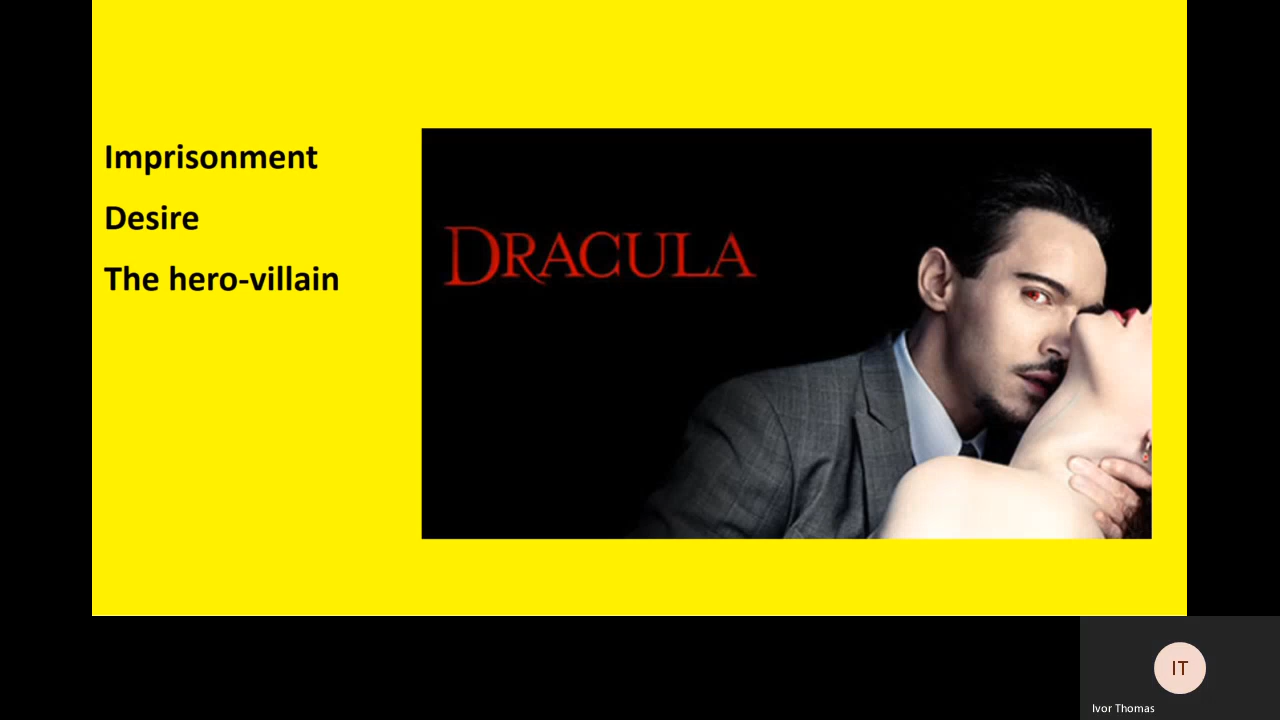 Imprisonment
Desire
The hero-villain
DRACULA
IT
Ivor Thomas